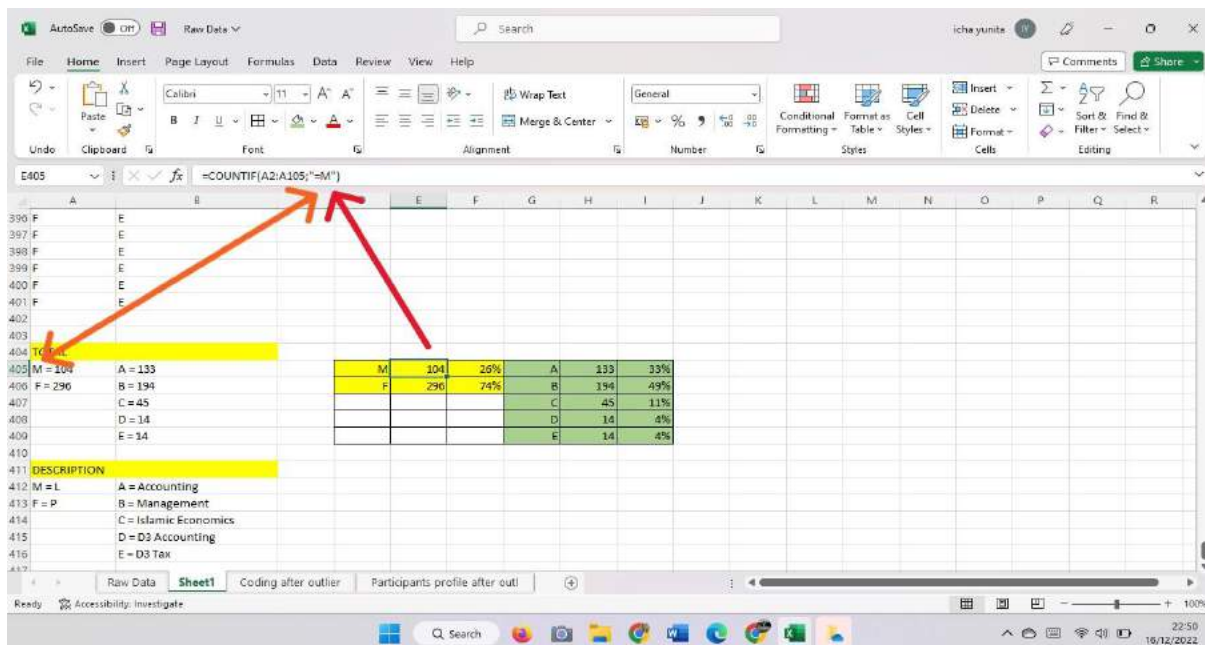 AutoSave Off Raw Data Search icha yunita IY
File Home Insert Page Layout Formulas Data Review View Help Comments Share
Calibri 11 A A Wrap Text General Insert
Paste B I U Merge & Center % 9 Conditional Formatting Format as Table Cell Styles Delete Format Sort & Filter Find & Select
Undo Clipboard Font Alignment Number Styles Cells Editing
E405 fx =COUNTIF(A2:A105;"=M")
A B E F G H I J K L M N O P Q R
396 F E
397 F E
398 F E
399 F E
400 F E
401 F E
402
403
404
405 M = 104 A = 133 M 104 26% A 133 33%
406 F = 296 B = 194 F 296 74% B 194 49%
407 C = 45 C 45 11%
408 D = 14 D 14 4%
409 E = 14 E 14 4%
410
411 DESCRIPTION
412 M = L A = Accounting
413 F = P B = Management
414 C = Islamic Economics
415 D = D3 Accounting
416 E = D3 Tax
417
Raw Data Sheet1 Coding after outlier Participants profile after outl
Ready Accessibility: Investigate 100%
Search 22:50
16/12/2022